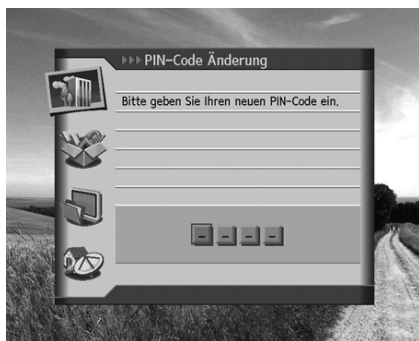 ▸▸▸ PIN-Code Änderung
Bitte geben Sie Ihren neuen PIN-Code ein.
- - - -